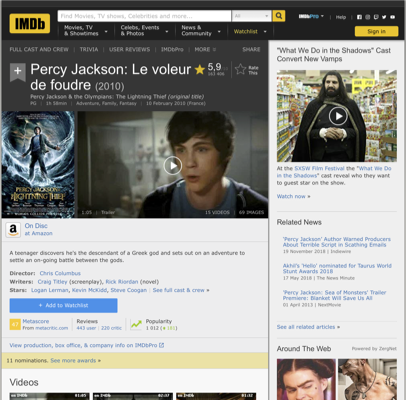 IMDb
Find Movies, TV shows, Celebrities and more...
All
IMDbPro
Help
Movies, TV
& Showtimes
Celebs, Events
& Photos
News &
Community
Watchlist
Sign in
FULL CAST AND CREW | TRIVIA | USER REVIEWS | IMDbPro | MORE
SHARE
Percy Jackson: Le voleur
de foudre (2010)
5,9
Rate
This
Percy Jackson & the Olympians: The Lightning Thief (original title)
PG | 1h 58min | Adventure, Family, Fantasy | 10 February 2010 (France)
PERCY JACKSON
LIGHTNING THIEF
Trailer
15 VIDEOS
69 IMAGES
On Disc
at Amazon
A teenager discovers he's the descendant of a Greek god and sets out on an adventure to
settle an on-going battle between the gods.
Director: Chris Columbus
Writers: Craig Titley (screenplay), Rick Riordan (novel)
Stars: Logan Lerman, Kevin McKidd, Steve Coogan | See full cast & crew »
+ Add to Watchlist
47
Metascore
From metacritic.com
Reviews
443 user | 220 critic
Popularity
View production, box office, & company info on IMDbPro
11 nominations. See more awards »
Videos
"What We Do in the Shadows" Cast
Convert New Vamps
At the SXSW Film Festival the "What We Do
in the Shadows" cast reveal who they want
to guest star on the show.
Watch now »
Related News
'Percy Jackson' Author Warned Producers
About Terrible Script in Scathing Emails
19 November 2018 | Indiewire
Akhil's 'Hello' nominated for Taurus World
Stunt Awards 2018
17 May 2018 | The News Minute
'Percy Jackson: Sea of Monsters' Trailer
Premiere: Blanket Will Save Us All
01 April 2013 | NextMovie
See all related articles »
Around The Web
Powered by ZergNet